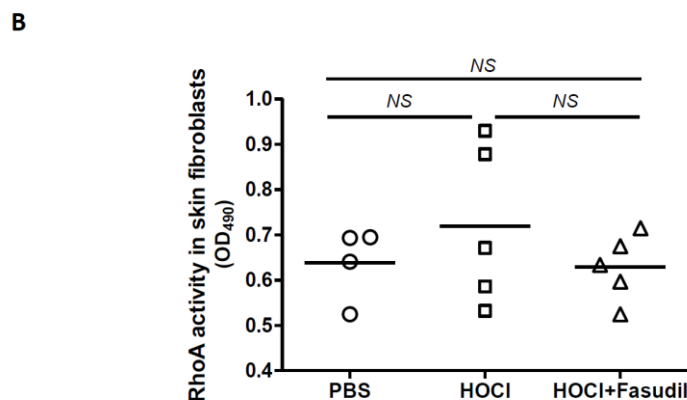 B
NS
NS NS
RhoA activity in skin fibroblasts
(OD490)
1.0
0.9
0.8
0.7
0.6
0.5
0.4
PBS HOCl HOCl+Fasudil